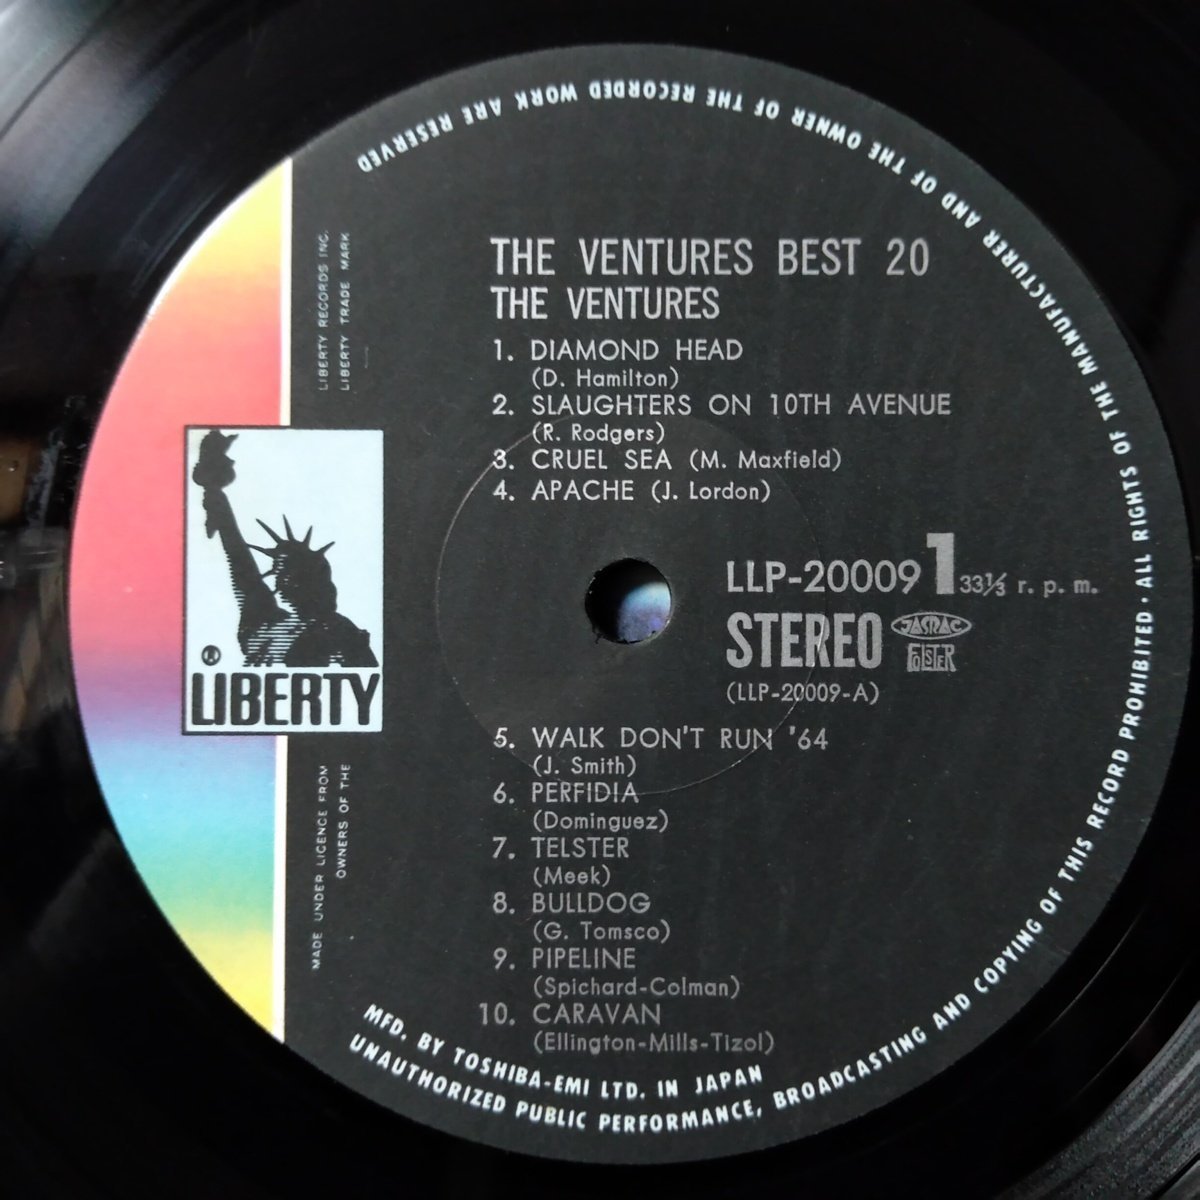 THE VENTURES BEST 20
THE VENTURES
1. DIAMOND HEAD
(D. Hamilton)
2. SLAUGHTERS ON 10TH AVENUE
(R. Rodgers)
3. CRUEL SEA (M. Maxfield)
4. APACHE (J. Lordon)
LLP-20009 1 33⅓ r. p. m.
STEREO JASRAC
FOLSTER
(LLP-20009-A)
5. WALK DON'T RUN '64
(J. Smith)
6. PERFIDIA
(Dominguez)
7. TELSTER
(Meek)
8. BULLDOG
(G. Tomsco)
9. PIPELINE
(Spichard-Colman)
10. CARAVAN
(Ellington-Mills-Tizol)
LIBERTY RECORDS INC.
LIBERTY TRADE MARK
® LIBERTY
MADE UNDER LICENCE FROM
OWNERS OF THE
MFD. BY TOSHIBA-EMI LTD. IN JAPAN
UNAUTHORIZED PUBLIC PERFORMANCE, BROADCASTING AND COPYING OF THIS RECORD PROHIBITED · ALL RIGHTS OF THE MANUFACTURER AND OF THE OWNER OF THE RECORDED WORK ARE RESERVED